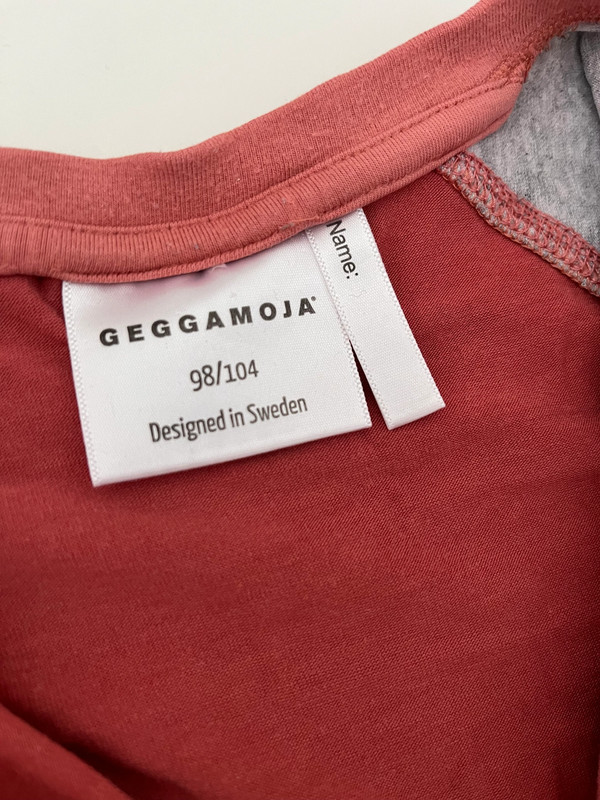 GEGGAMOJA®
98/104
Designed in Sweden
Name: